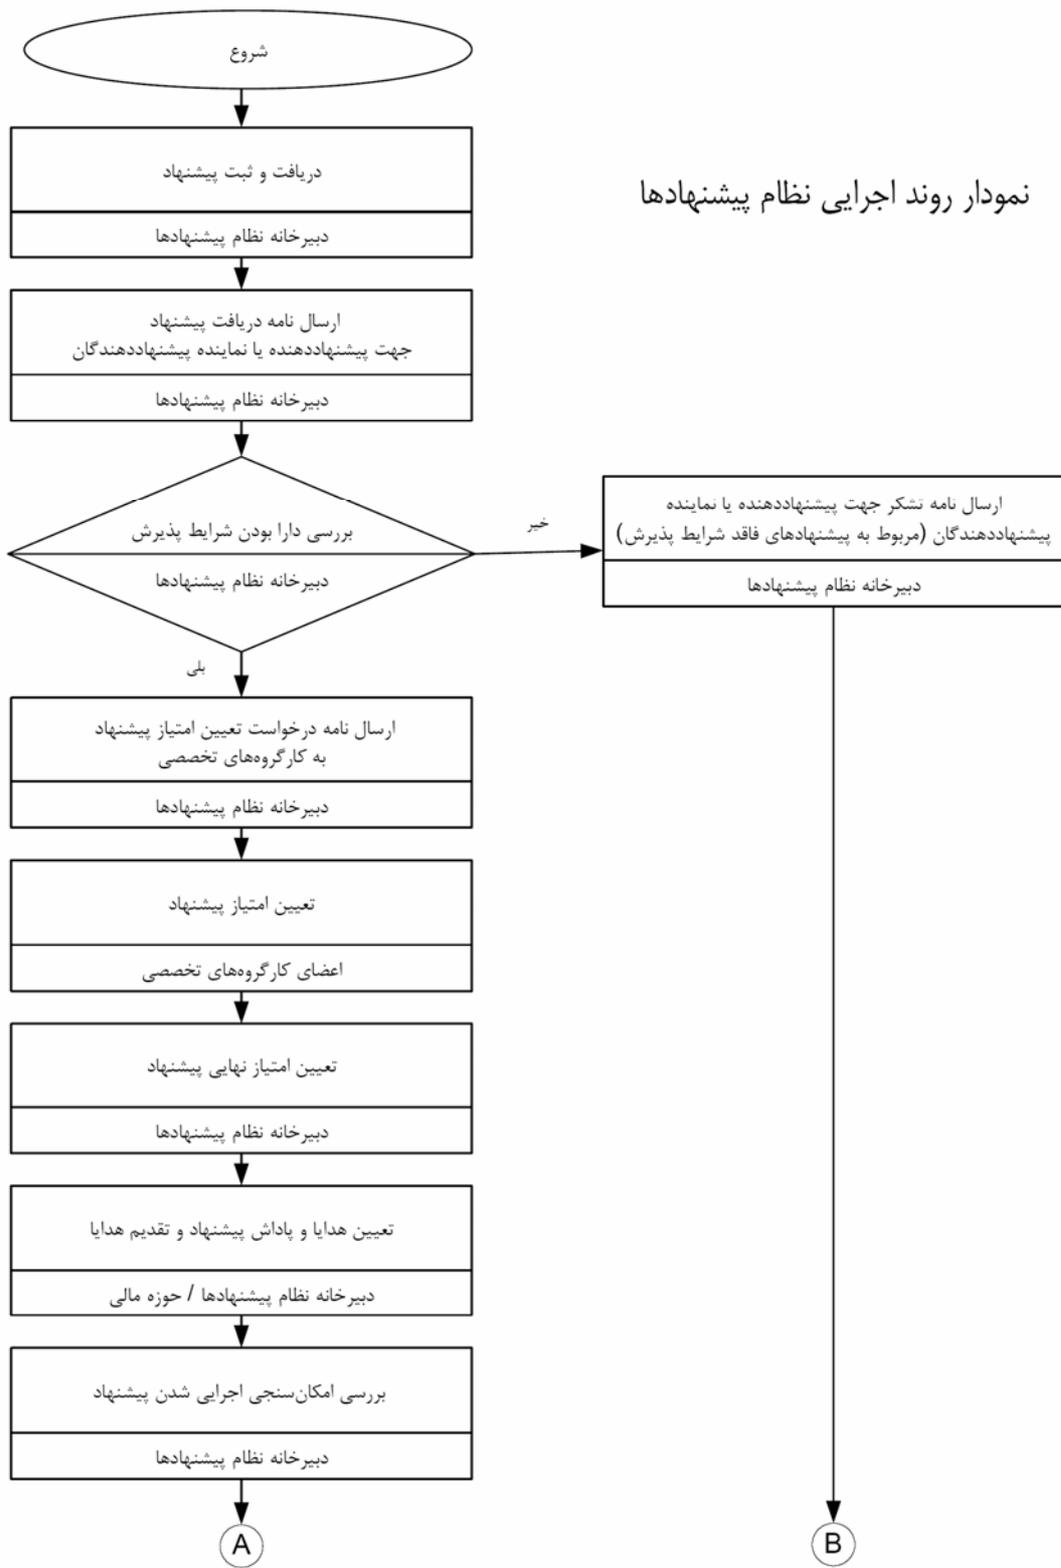 نمودار روند اجرایی نظام پیشنهادها
شروع
دریافت و ثبت پیشنهاد
دبیرخانه نظام پیشنهادها
ارسال نامه دریافت پیشنهاد
جهت پیشنهاددهنده یا نماینده پیشنهاددهندگان
دبیرخانه نظام پیشنهادها
بررسی دارا بودن شرایط پذیرش
دبیرخانه نظام پیشنهادها
خیر
ارسال نامه تشکر جهت پیشنهاددهنده یا نماینده
پیشنهاددهندگان (مربوط به پیشنهادهای فاقد شرایط پذیرش)
دبیرخانه نظام پیشنهادها
بلی
ارسال نامه درخواست تعیین امتیاز پیشنهاد
به کارگروه‌های تخصصی
دبیرخانه نظام پیشنهادها
تعیین امتیاز پیشنهاد
اعضای کارگروه‌های تخصصی
تعیین امتیاز نهایی پیشنهاد
دبیرخانه نظام پیشنهادها
تعیین هدایا و پاداش پیشنهاد و تقدیم هدایا
دبیرخانه نظام پیشنهادها / حوزه مالی
بررسی امکان‌سنجی اجرایی شدن پیشنهاد
دبیرخانه نظام پیشنهادها
A
B